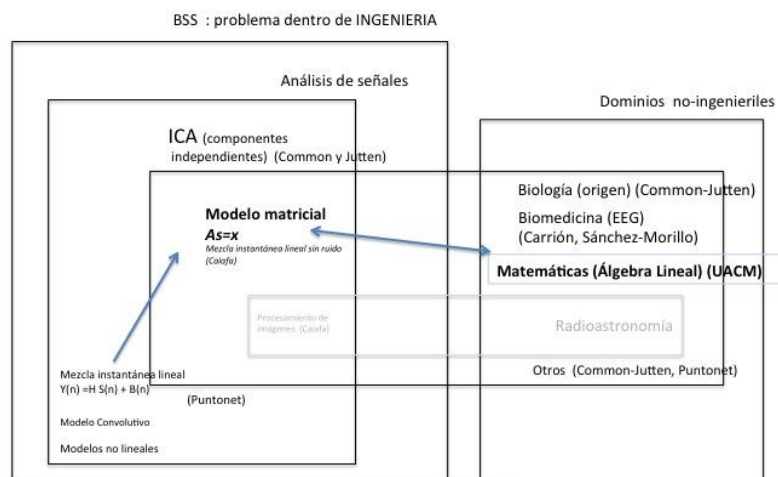 BSS : problema dentro de INGENIERIA
Análisis de señales
Dominios no-ingenieriles
ICA (componentes
independientes) (Common y Jutten)
Modelo matricial
As=x
Mezcla instantánea lineal sin ruido
(Caiafa)
Biología (origen) (Common-Jutten)
Biomedicina (EEG)
(Carrión, Sánchez-Morillo)
Matemáticas (Álgebra Lineal) (UACM)
Procesamiento de
imágenes (Caiafa)
Radioastronomía
Mezcla instantánea lineal
Y(n) =H S(n) + B(n)
Otros (Common-Jutten, Puntonet)
(Puntonet)
Modelo Convolutivo
Modelos no lineales